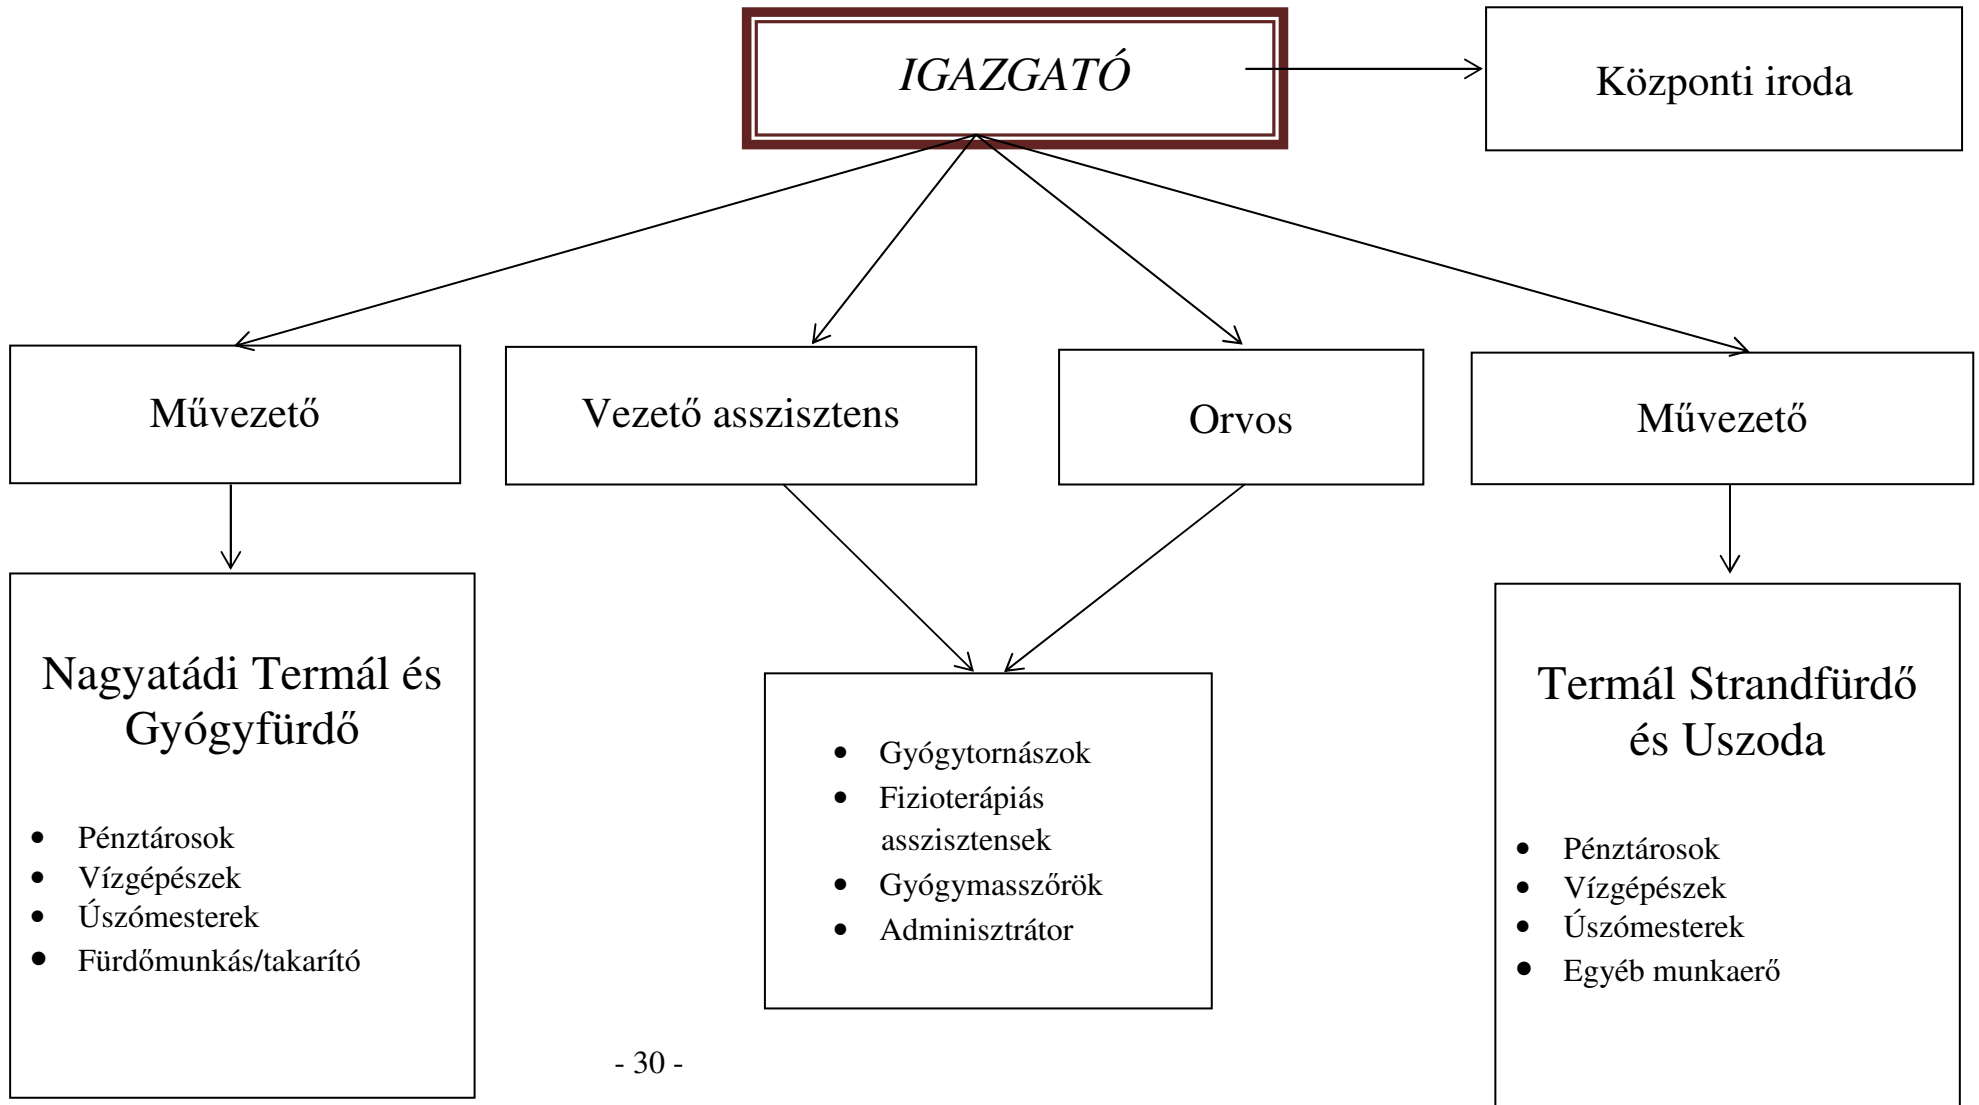 IGAZGATÓ
Központi iroda
Művezető
Vezető asszisztens
Orvos
Művezető
Nagyatádi Termál és
Gyógyfürdő
• Pénztárosok
• Vízgépészek
• Úszómesterek
• Fürdőmunkás/takarító
• Gyógytornászok
• Fizioterápiás
asszisztensek
• Gyógymasszőrök
• Adminisztrátor
Termál Strandfürdő
és Uszoda
• Pénztárosok
• Vízgépészek
• Úszómesterek
• Egyéb munkaerő
- 30 -